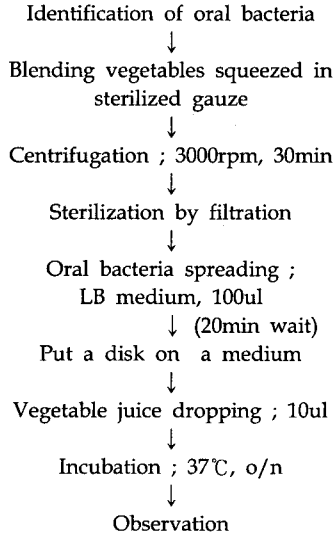 Identification of oral bacteria
↓
Blending vegetables squeezed in
sterilized gauze
↓
Centrifugation ; 3000rpm, 30min
↓
Sterilization by filtration
↓
Oral bacteria spreading ;
LB medium, 100ul
↓ (20min wait)
Put a disk on a medium
↓
Vegetable juice dropping ; 10ul
↓
Incubation ; 37℃, o/n
↓
Observation